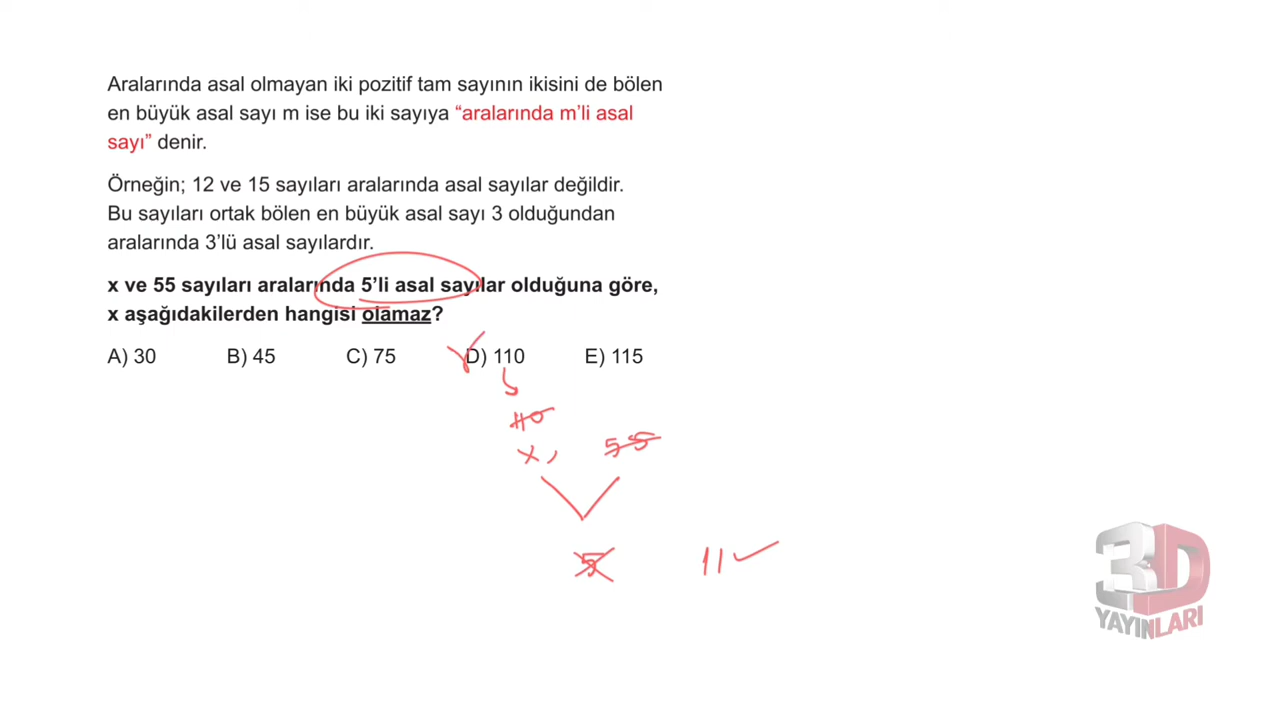 Aralarında asal olmayan iki pozitif tam sayının ikisini de bölen
en büyük asal sayı m ise bu iki sayıya “aralarında m’li asal
sayı” denir.
Örneğin; 12 ve 15 sayıları aralarında asal sayılar değildir.
Bu sayıları ortak bölen en büyük asal sayı 3 olduğundan
aralarında 3’lü asal sayılardır.
x ve 55 sayıları aralarında 5’li asal sayılar olduğuna göre,
x aşağıdakilerden hangisi olamaz?
A) 30 B) 45 C) 75 D) 110 E) 115
110
x, 55
5 11
3D
YAYINLARI